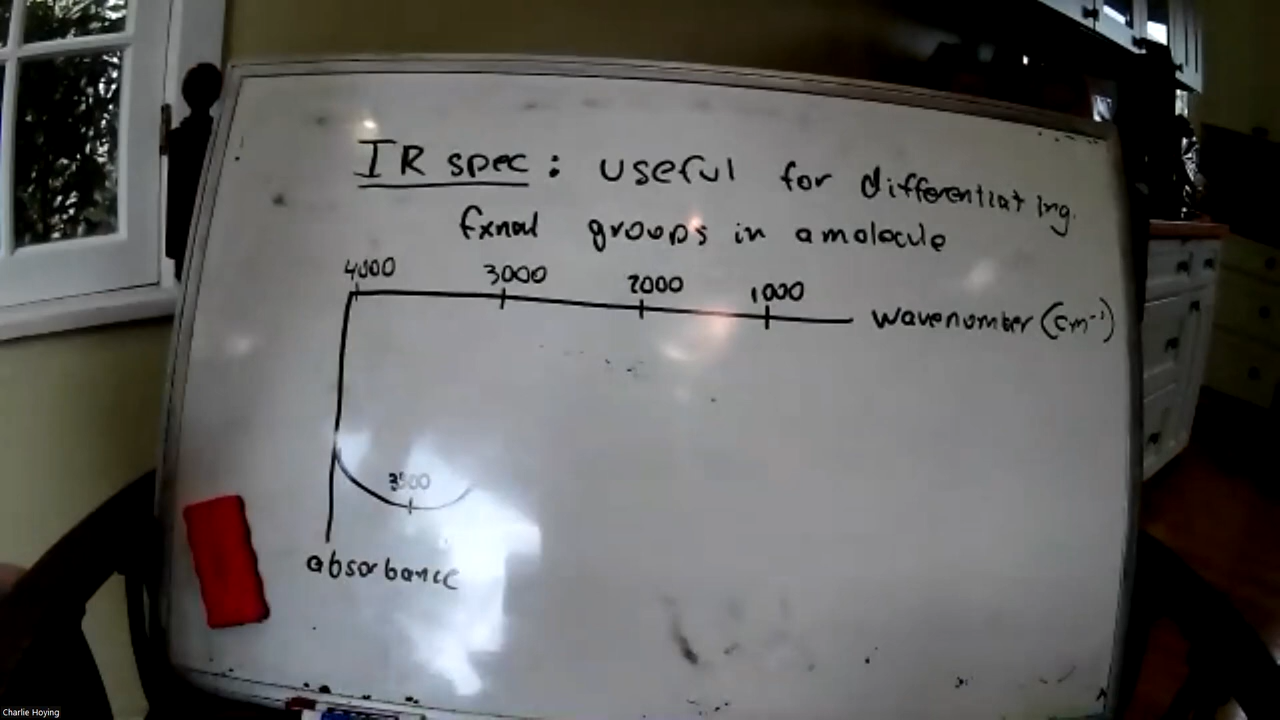 IR spec: useful for differentiating
fxnal groups in a molecule
4000 3000 2000 1000
wavenumber (cm⁻¹)
3500
absorbance
Charlie Hoying